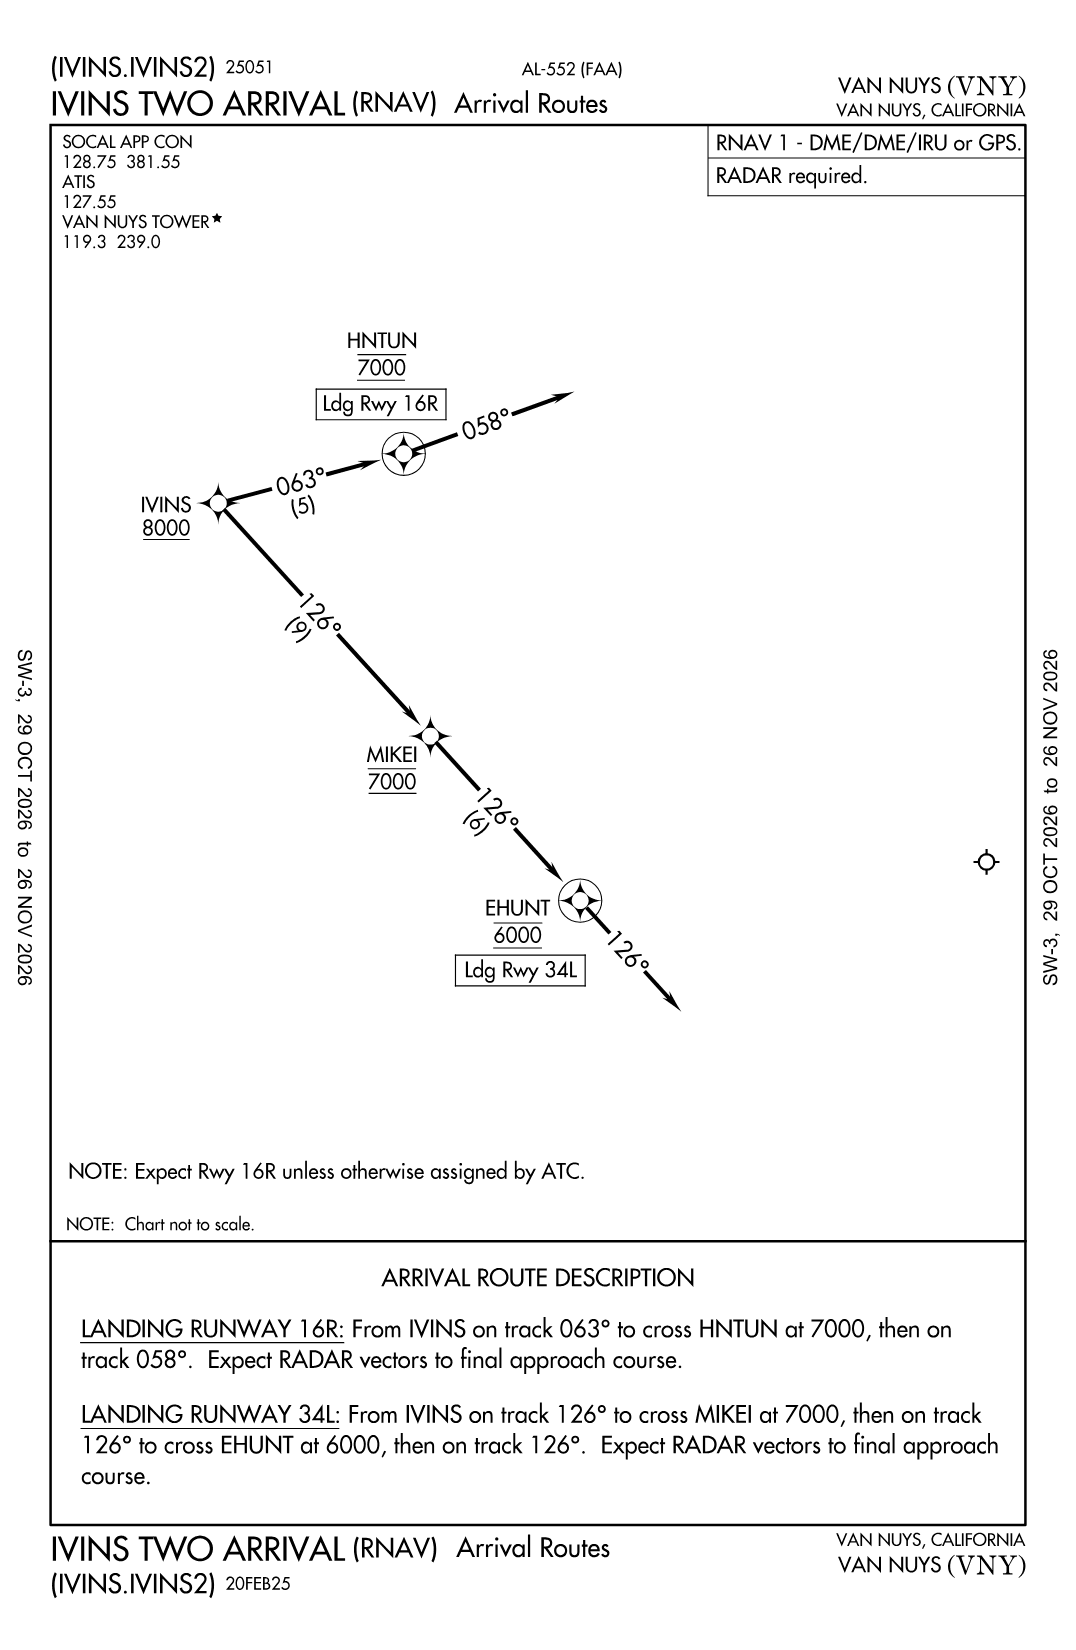 (IVINS.IVINS2) 25051
AL-552 (FAA)
VAN NUYS (VNY)
IVINS TWO ARRIVAL (RNAV) Arrival Routes
VAN NUYS, CALIFORNIA
SOCAL APP CON
128.75 381.55
ATIS
127.55
VAN NUYS TOWER★
119.3 239.0
RNAV 1 - DME/DME/IRU or GPS.
RADAR required.
HNTUN
7000
Ldg Rwy 16R
058°
063°
(5)
IVINS
8000
126°
(9)
MIKEI
7000
126°
(6)
EHUNT
6000
Ldg Rwy 34L
126°
SW-3, 29 OCT 2026 to 26 NOV 2026
SW-3, 29 OCT 2026 to 26 NOV 2026
NOTE: Expect Rwy 16R unless otherwise assigned by ATC.
NOTE: Chart not to scale.
ARRIVAL ROUTE DESCRIPTION
LANDING RUNWAY 16R: From IVINS on track 063° to cross HNTUN at 7000, then on
track 058°. Expect RADAR vectors to final approach course.
LANDING RUNWAY 34L: From IVINS on track 126° to cross MIKEI at 7000, then on track
126° to cross EHUNT at 6000, then on track 126°. Expect RADAR vectors to final approach
course.
IVINS TWO ARRIVAL (RNAV) Arrival Routes
VAN NUYS, CALIFORNIA
VAN NUYS (VNY)
(IVINS.IVINS2) 20FEB25